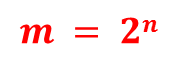 m = 2ⁿ